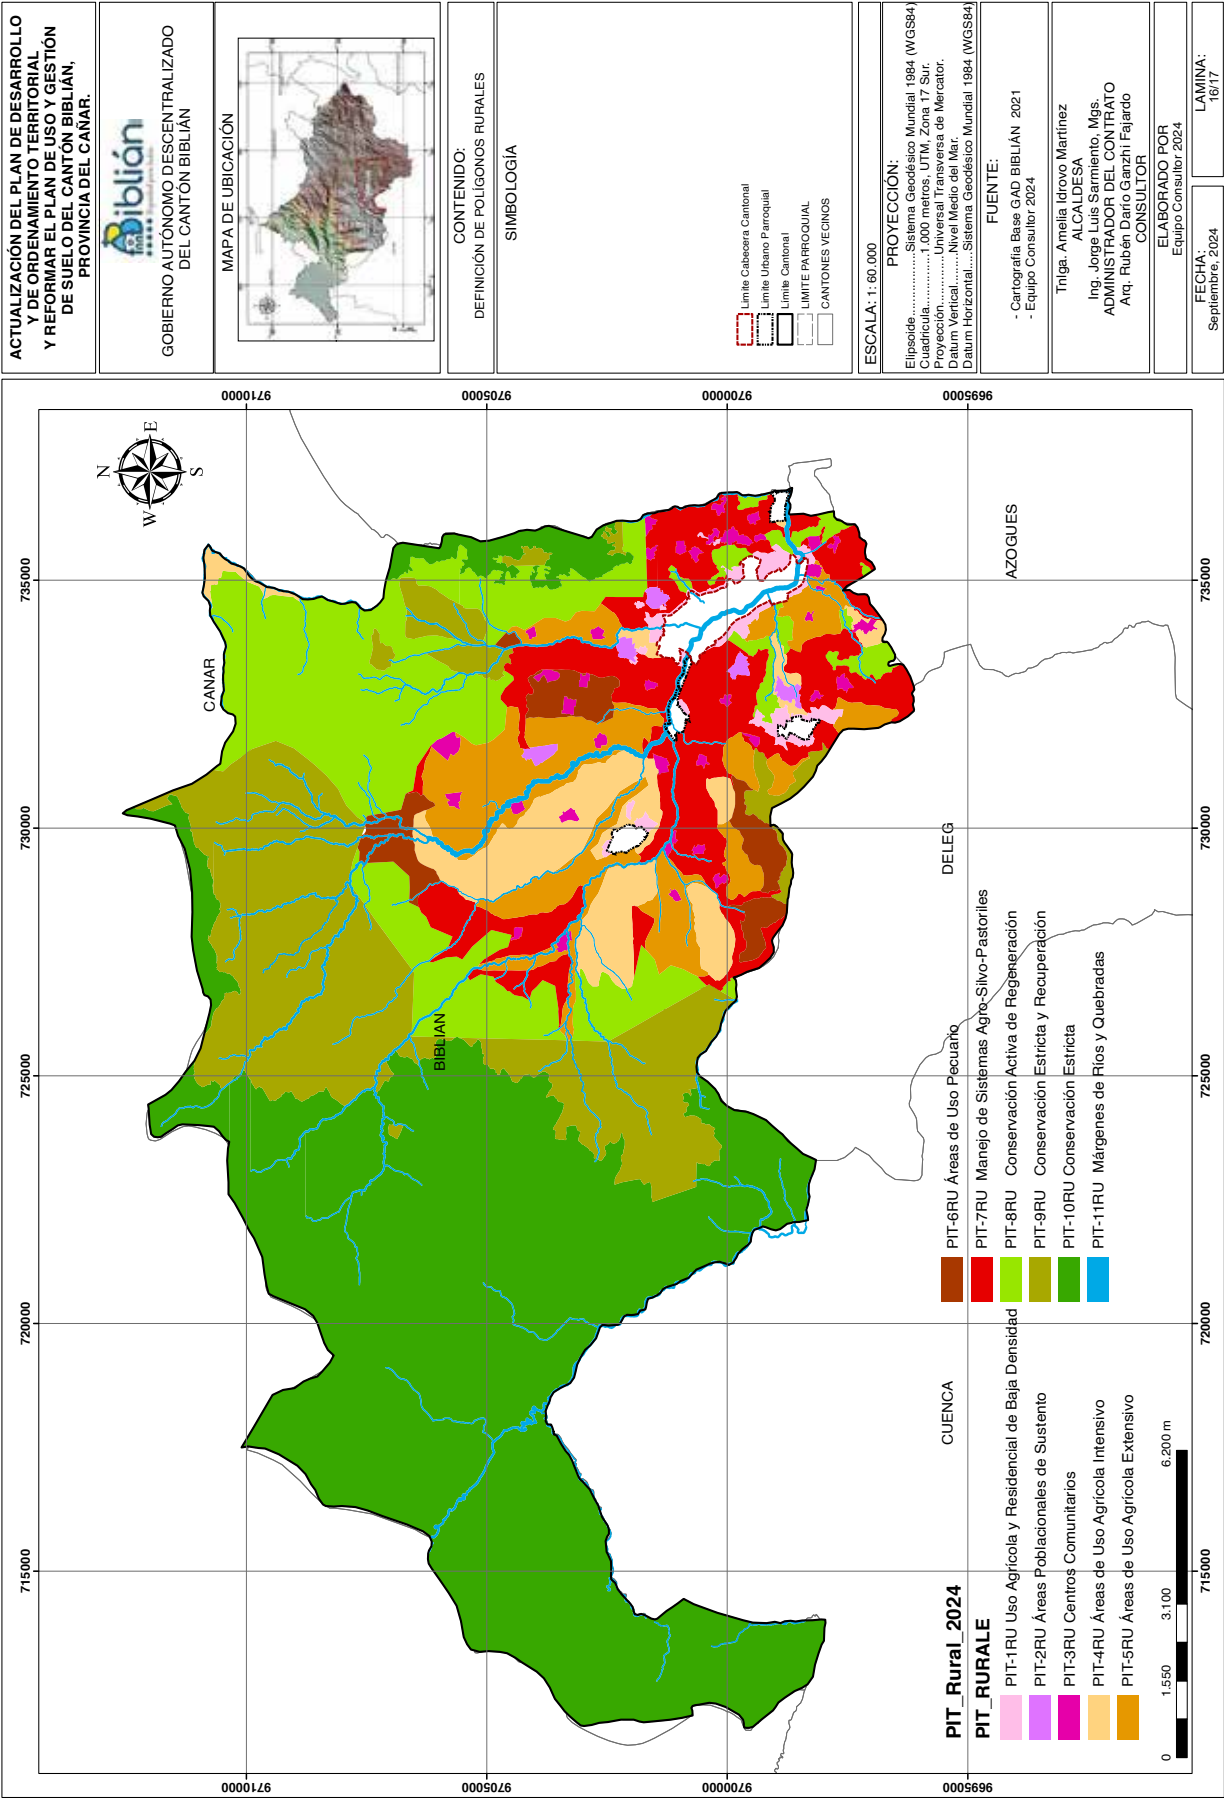 ACTUALIZACIÓN DEL PLAN DE DESARROLLO
Y DE ORDENAMIENTO TERRITORIAL
Y REFORMAR EL PLAN DE USO Y GESTIÓN
DE SUELO DEL CANTÓN BIBLIÁN,
PROVINCIA DEL CAÑAR.
Biblián
GOBIERNO AUTÓNOMO DESCENTRALIZADO
DEL CANTÓN BIBLIÁN
MAPA DE UBICACIÓN
CONTENIDO:
DEFINICIÓN DE POLÍGONOS RURALES
SIMBOLOGÍA
Limite Cabecera Cantonal
Limite Urbano Parroquial
Limite Cantonal
LIMITE PARROQUIAL
CANTONES VECINOS
ESCALA: 1: 60.000
PROYECCIÓN:
Elipsoide....................Sistema Geodésico Mundial 1984 (WGS84)
Cuadricula.................1.000 metros, UTM, Zona 17 Sur.
Proyección.................Universal Transversa de Mercator.
Datum Vertical...........Nivel Medio del Mar.
Datum Horizontal.......Sistema Geodésico Mundial 1984 (WGS84)
FUENTE:
- Cartografía Base GAD BIBLIÁN 2021
- Equipo Consultor 2024
Tnlga. Amelia Idrovo Martínez
ALCALDESA
Ing. Jorge Luis Sarmiento, Mgs.
ADMINISTRADOR DEL CONTRATO
Arq. Rubén Darío Ganzhi Fajardo
CONSULTOR
ELABORADO POR
Equipo Consultor 2024
FECHA:
Septiembre, 2024
LAMINA:
16/17
715000
720000
725000
730000
735000
9710000
9705000
9700000
9695000
N
W
E
S
CAÑAR
BIBLIAN
AZOGUES
DELEG
CUENCA
9710000
9705000
9700000
9695000
715000
720000
725000
730000
735000
PIT_Rural_2024
PIT_RURALE
PIT-1RU Uso Agrícola y Residencial de Baja Densidad
PIT-2RU Áreas Poblacionales de Sustento
PIT-3RU Centros Comunitarios
PIT-4RU Áreas de Uso Agrícola Intensivo
PIT-5RU Áreas de Uso Agrícola Extensivo
PIT-6RU Áreas de Uso Pecuario
PIT-7RU Manejo de Sistemas Agro-Silvo-Pastoriles
PIT-8RU Conservación Activa de Regeneración
PIT-9RU Conservación Estricta y Recuperación
PIT-10RU Conservación Estricta
PIT-11RU Márgenes de Ríos y Quebradas
0 1.550 3.100 6.200 m